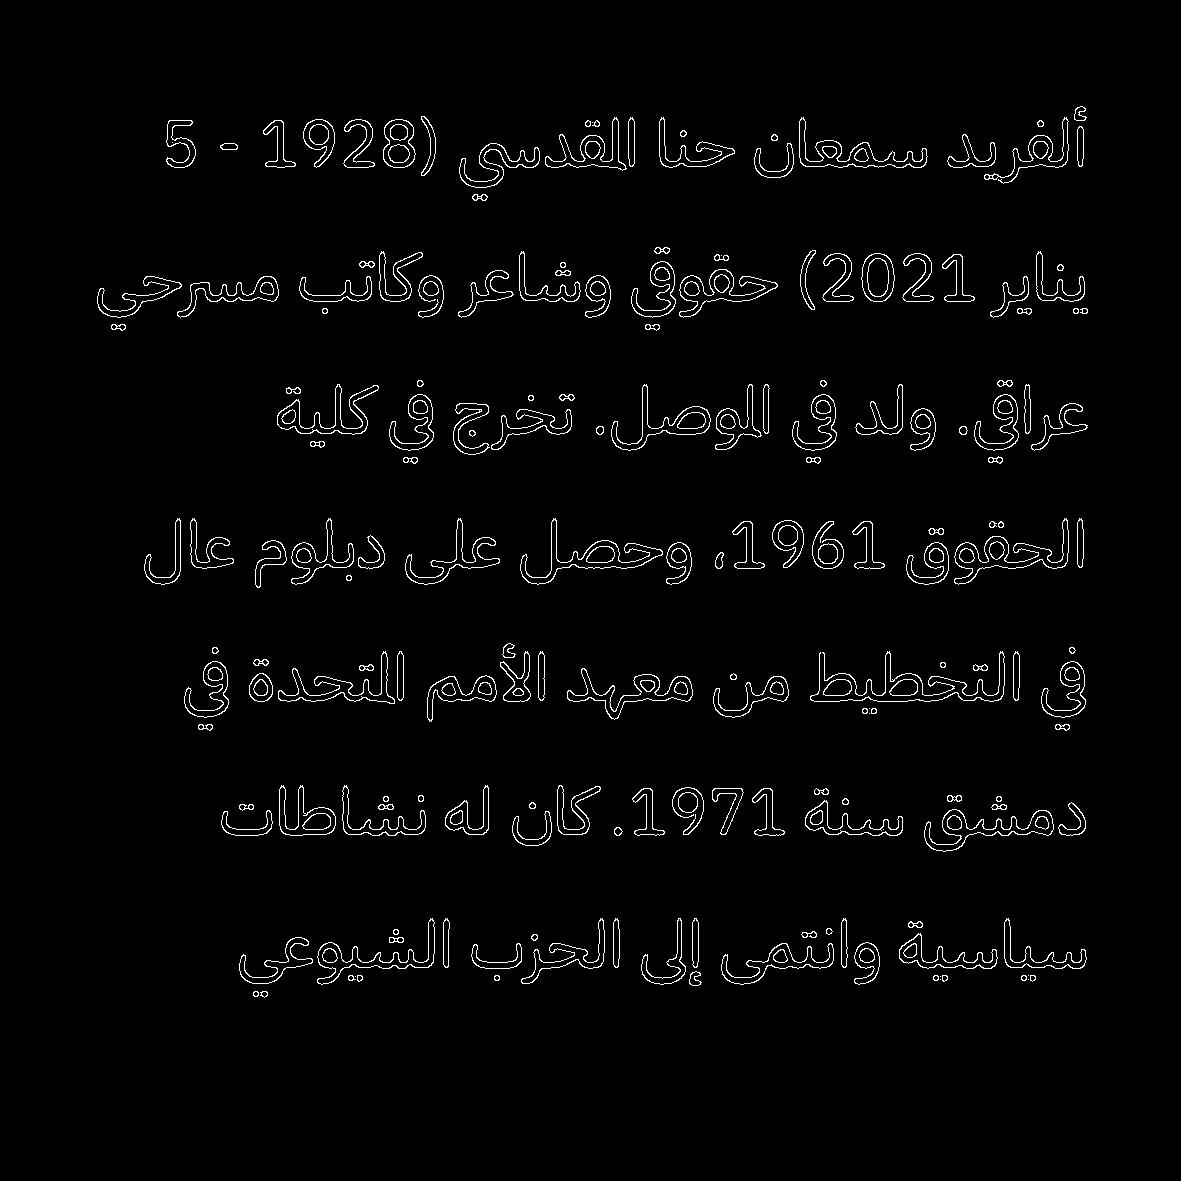 ألفريد سمعان حنا المقدسي (1928 - 5
يناير 2021) حقوقي وشاعر وكاتب مسرحي
عراقي. ولد في الموصل. تخرج في كلية
الحقوق 1961، وحصل على دبلوم عال
في التخطيط من معهد الأمم المتحدة في
دمشق سنة 1971. كان له نشاطات
سياسية وانتمى إلى الحزب الشيوعي